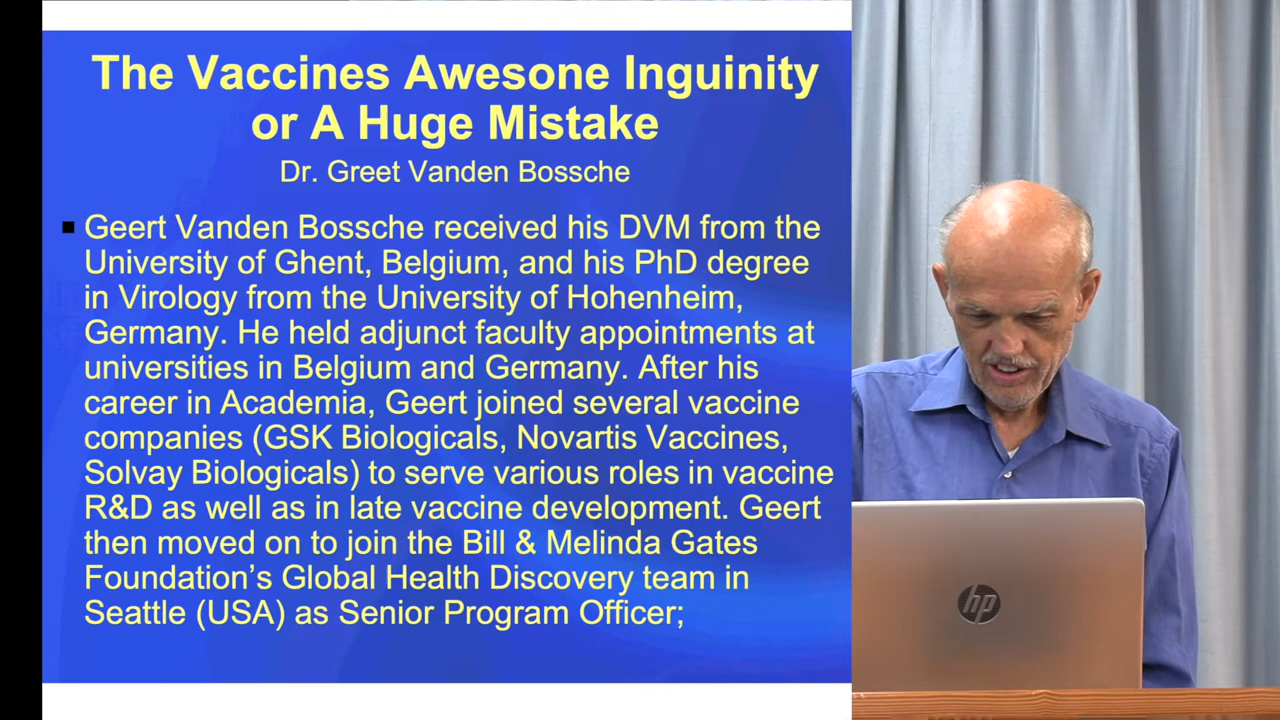 The Vaccines Awesone Inguinity
or A Huge Mistake
Dr. Greet Vanden Bossche
Geert Vanden Bossche received his DVM from the
University of Ghent, Belgium, and his PhD degree
in Virology from the University of Hohenheim,
Germany. He held adjunct faculty appointments at
universities in Belgium and Germany. After his
career in Academia, Geert joined several vaccine
companies (GSK Biologicals, Novartis Vaccines,
Solvay Biologicals) to serve various roles in vaccine
R&D as well as in late vaccine development. Geert
then moved on to join the Bill & Melinda Gates
Foundation’s Global Health Discovery team in
Seattle (USA) as Senior Program Officer;
hp